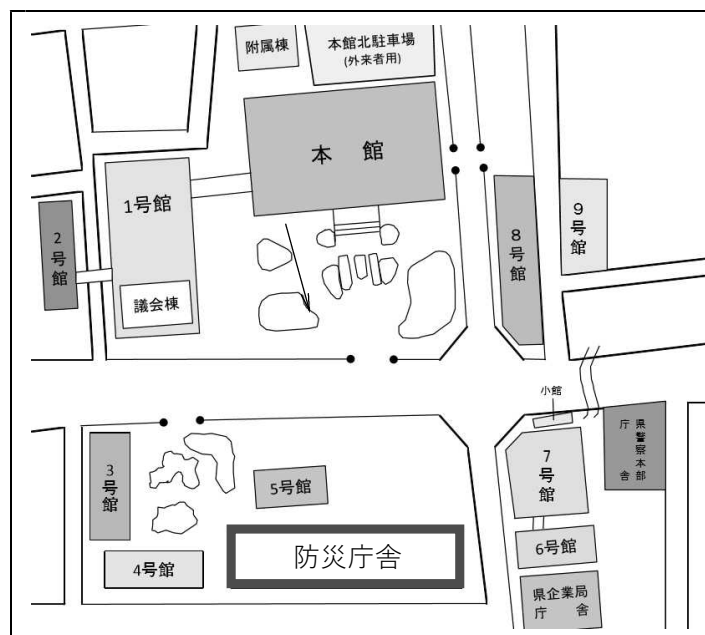 附属棟
本館北駐車場
(外来者用)
本 館
1号館
2号館
議会棟
8号館
9号館
小館
県警察本部
庁 舎
7号館
3号館
5号館
防災庁舎
6号館
4号館
県企業局
庁 舎